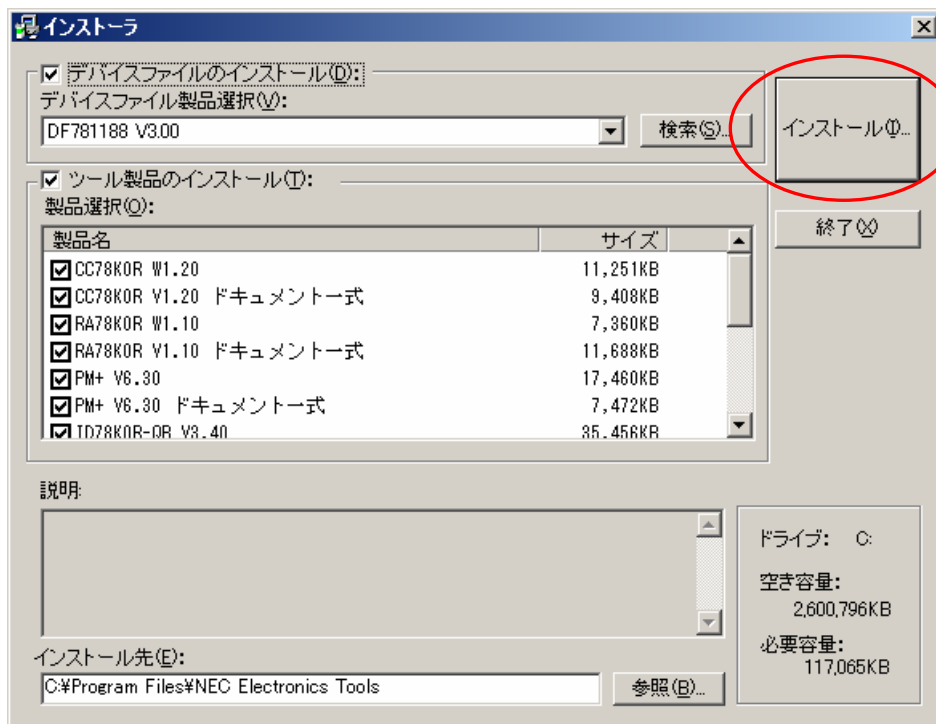 インストーラ
デバイスファイルのインストール(D):
デバイスファイル製品選択(V):
DF781188 V3.00
検索(S)...
インストール(I)...
ツール製品のインストール(T):
製品選択(O):
終了(X)
製品名 サイズ
CC78K0R W1.20 11,251KB
CC78K0R V1.20 ドキュメント一式 9,408KB
RA78K0R W1.10 7,360KB
RA78K0R V1.10 ドキュメント一式 11,688KB
PM+ V6.30 17,460KB
PM+ V6.30 ドキュメント一式 7,472KB
ID78K0R-QB V3.40 35,456KB
説明:
ドライブ: C:
空き容量:
2,600,796KB
必要容量:
117,065KB
インストール先(E):
C:¥Program Files¥NEC Electronics Tools
参照(B)...